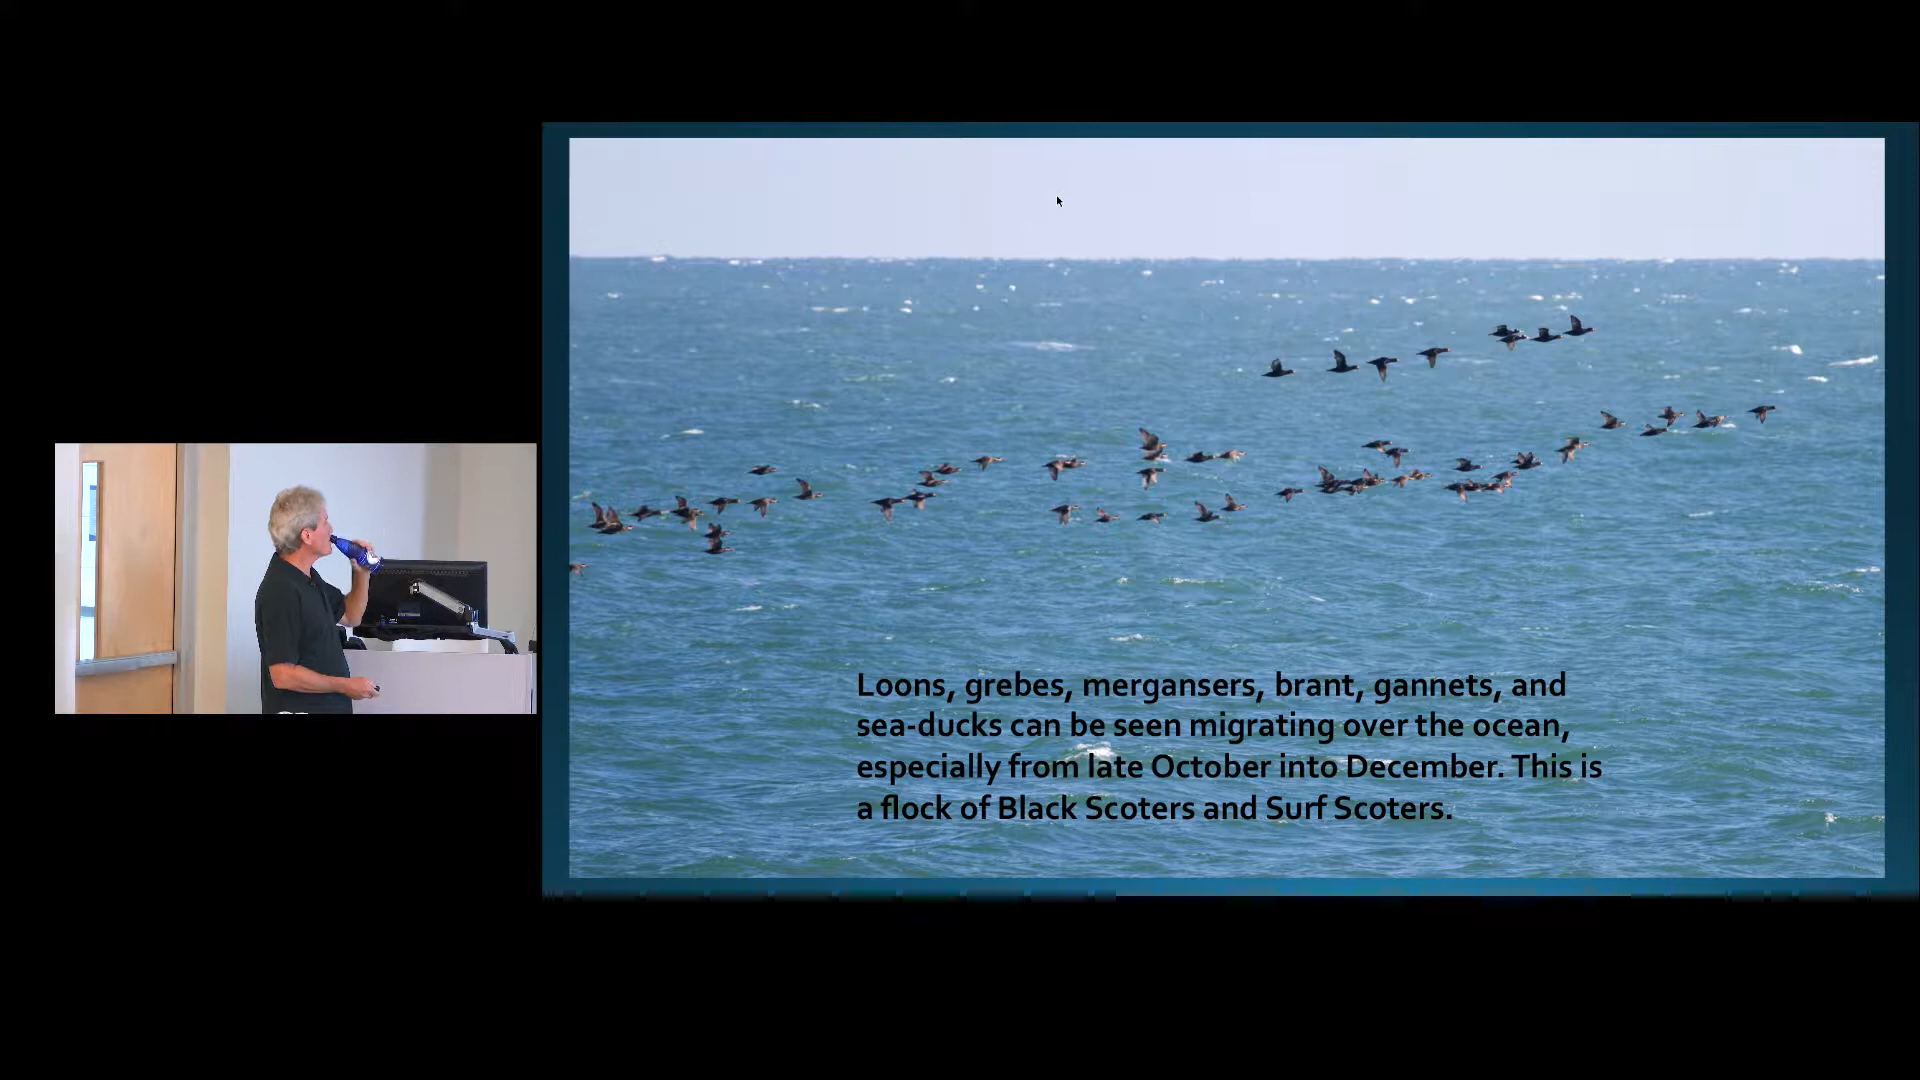 Loons, grebes, mergansers, brant, gannets, and
sea-ducks can be seen migrating over the ocean,
especially from late October into December. This is
a flock of Black Scoters and Surf Scoters.